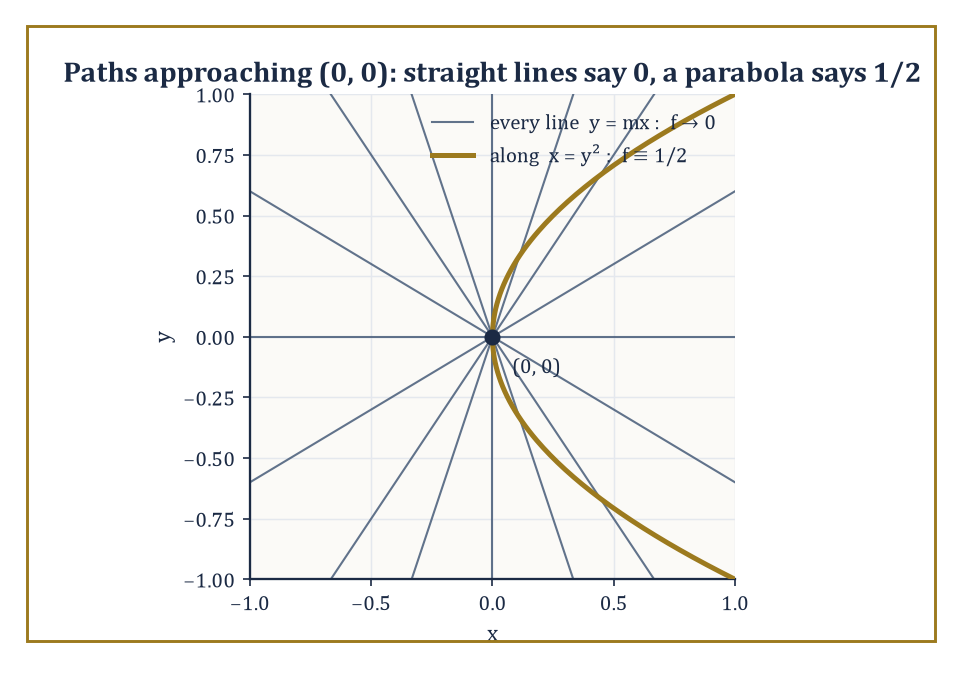 Paths approaching (0, 0): straight lines say 0, a parabola says 1/2
1.00
every line y = mx : f → 0
0.75
along x = y² : f ≡ 1/2
0.50
0.25
y
0.00
(0, 0)
−0.25
−0.50
−0.75
−1.00
−1.0 −0.5 0.0 0.5 1.0
x